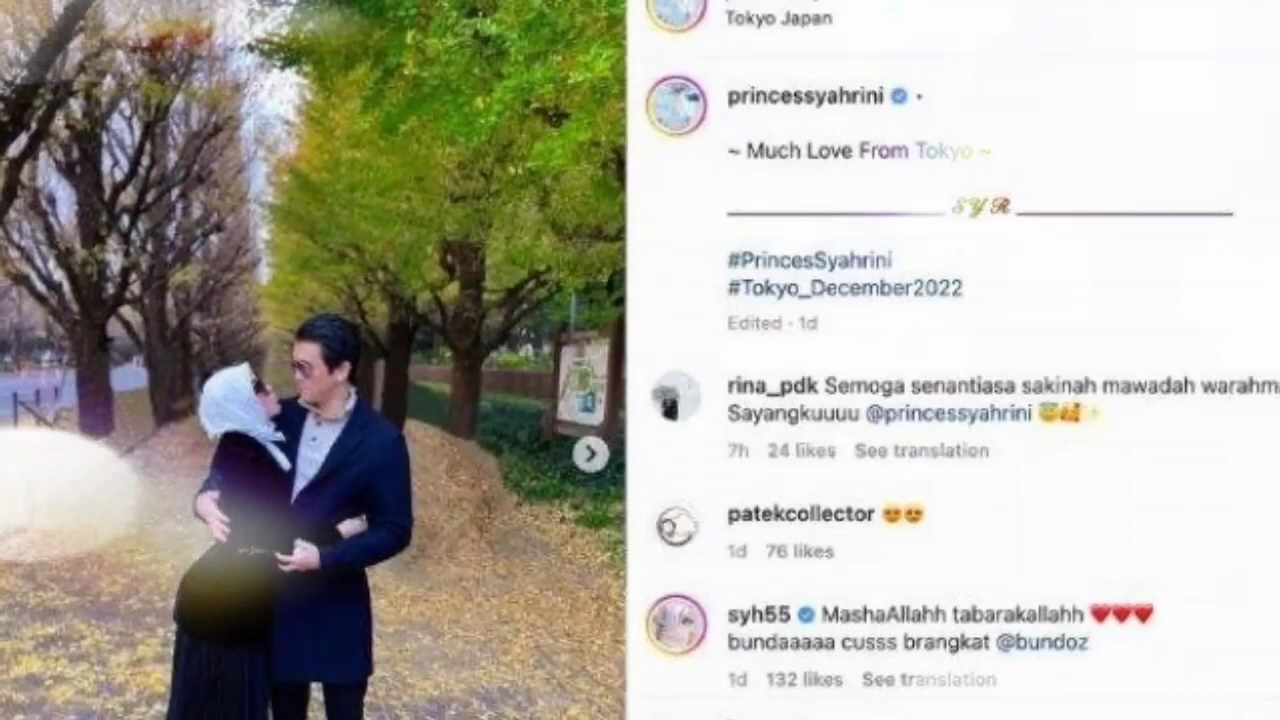 Tokyo Japan
princessyahrini •
~ Much Love From Tokyo ~
SYR
#PrincesSyahrini
#Tokyo_December2022
Edited · 1d
rina_pdk Semoga senantiasa sakinah mawadah warahm
Sayangkuuuu @princessyahrini 😇🥰✨
7h 24 likes See translation
patekcollector 😍😍
1d 76 likes
syh55 MashaAllahh tabarakallahh ❤️❤️❤️
bundaaaaa cusss brangkat @bundoz
1d 132 likes See translation